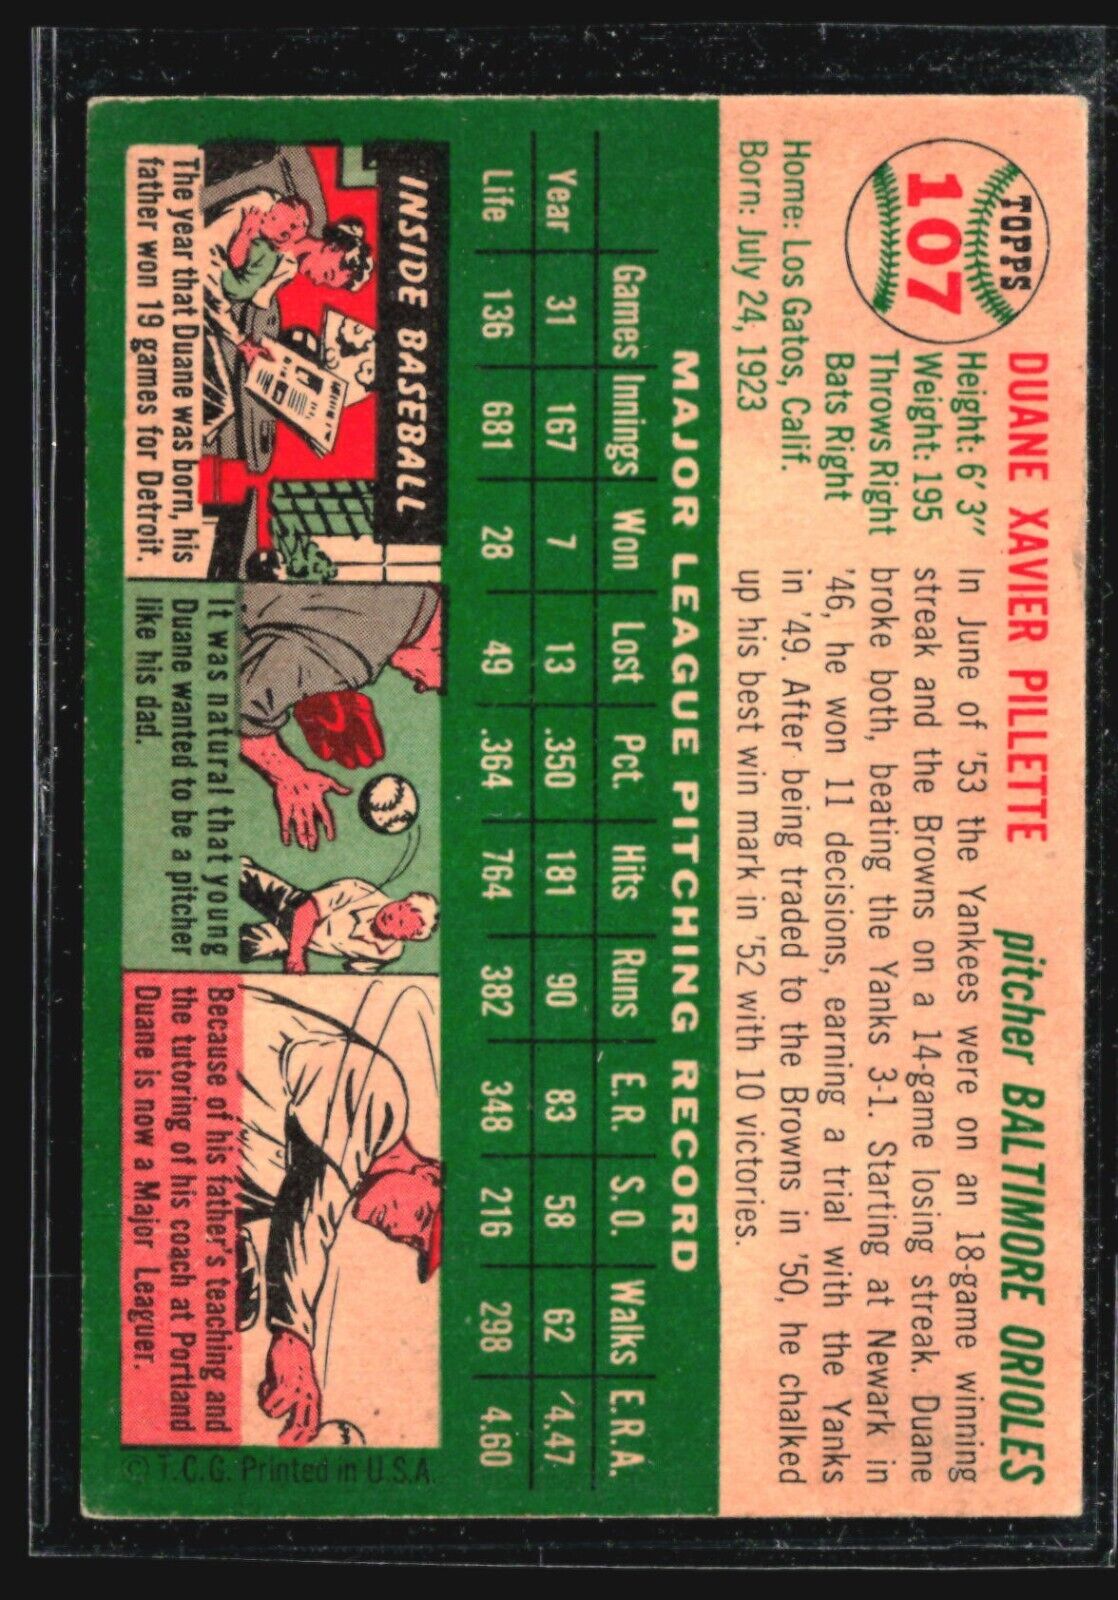 TOPPS
107
DUANE XAVIER PILLETTE
pitcher BALTIMORE ORIOLES
Height: 6' 3"
Weight: 195
Throws Right
Bats Right
Home: Los Gatos, Calif.
Born: July 24, 1923
In June of '53 the Yankees were on an 18-game winning
streak and the Browns on a 14-game losing streak. Duane
broke both, beating the Yanks 3-1. Starting at Newark in
'46, he won 11 decisions, earning a trial with the Yanks
in '49. After being traded to the Browns in '50, he chalked
up his best win mark in '52 with 10 victories.
MAJOR LEAGUE PITCHING RECORD
Games Innings Won Lost Pct. Hits Runs E.R. S.O. Walks E.R.A.
Year 31 167 7 13 .350 181 90 83 58 62 4.47
Life 136 681 28 49 .364 764 382 348 216 298 4.60
INSIDE BASEBALL
The year that Duane was born, his
father won 19 games for Detroit.
It was natural that young
Duane wanted to be a pitcher
like his dad.
Because of his father's teaching and
the tutoring of his coach at Portland
Duane is now a Major Leaguer.
© T.C.G. Printed in U.S.A.